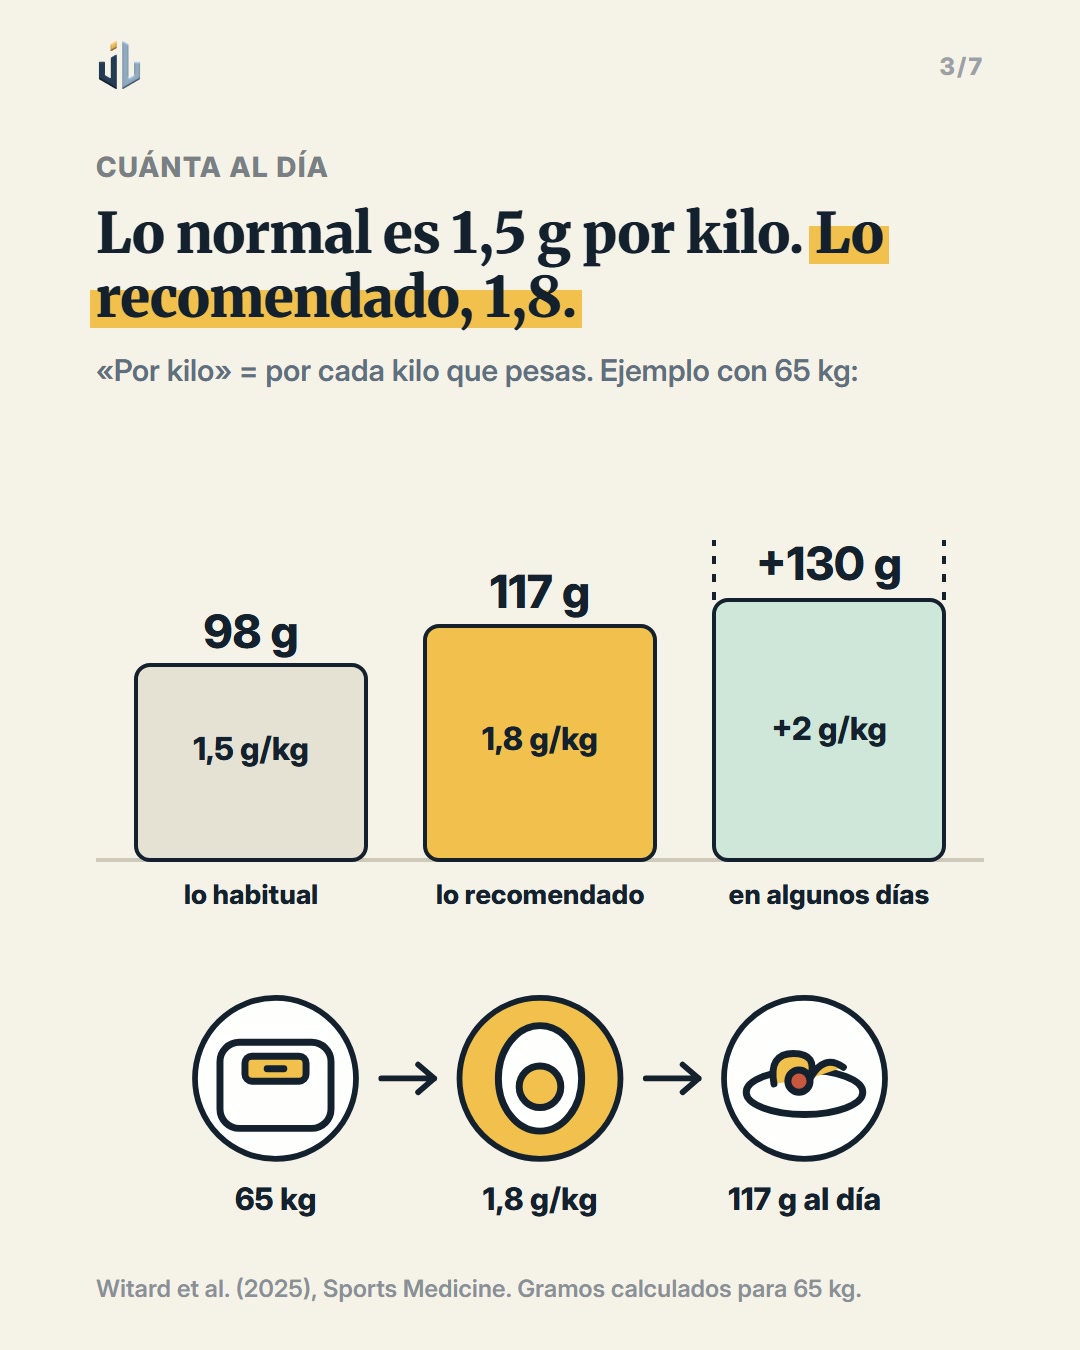 3/7
CUÁNTA AL DÍA
Lo normal es 1,5 g por kilo. Lo
recomendado, 1,8.
«Por kilo» = por cada kilo que pesas. Ejemplo con 65 kg:
98 g
117 g
+130 g
1,5 g/kg
1,8 g/kg
+2 g/kg
lo habitual
lo recomendado
en algunos días
65 kg
1,8 g/kg
117 g al día
Witard et al. (2025), Sports Medicine. Gramos calculados para 65 kg.